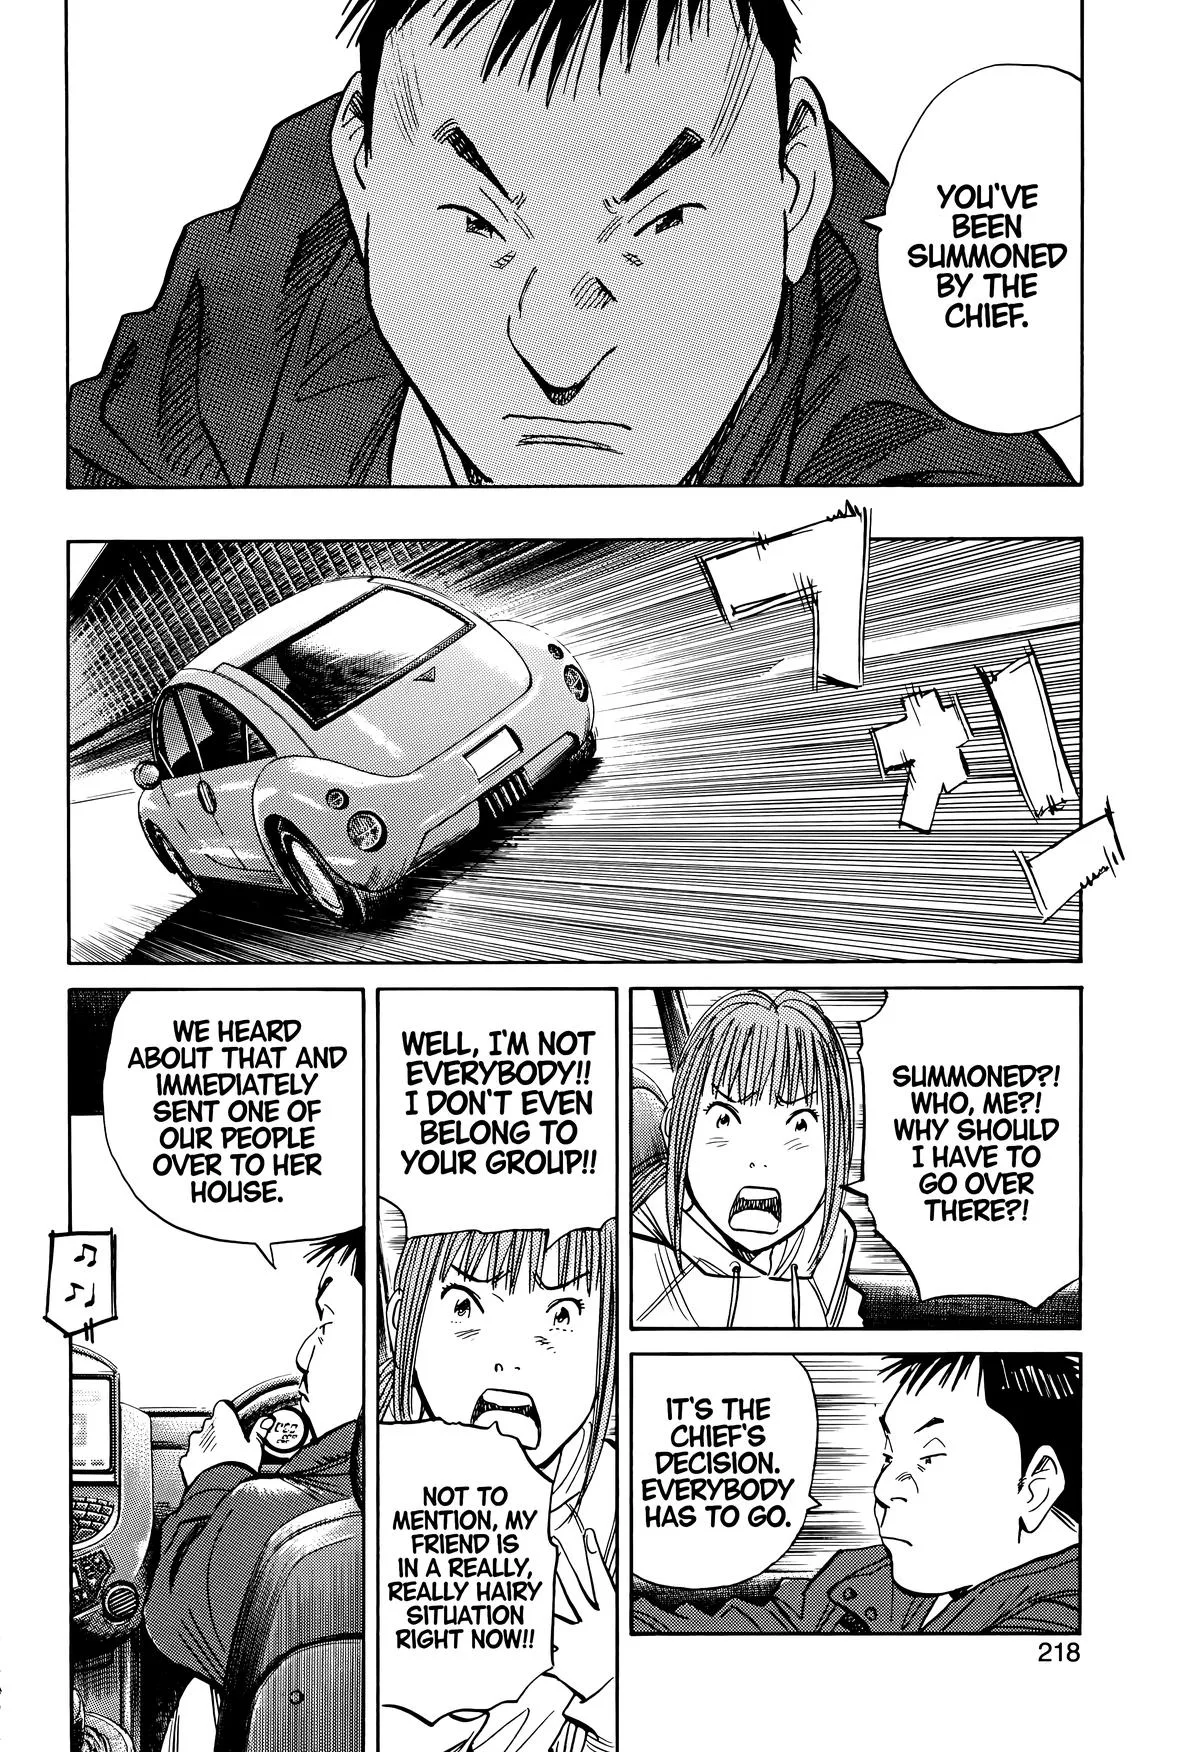 YOU'VE
BEEN
SUMMONED
BY THE
CHIEF.
ギャ
SUMMONED?!
WHO, ME?!
WHY SHOULD
I HAVE TO
GO OVER
THERE?!
IT'S THE
CHIEF'S
DECISION.
EVERYBODY
HAS TO GO.
WELL, I'M NOT
EVERYBODY!!
I DON'T EVEN
BELONG TO
YOUR GROUP!!
NOT TO
MENTION, MY
FRIEND IS
IN A REALLY,
REALLY HAIRY
SITUATION
RIGHT NOW!!
WE HEARD
ABOUT THAT AND
IMMEDIATELY
SENT ONE OF
OUR PEOPLE
OVER TO HER
HOUSE.
♫
♪♩
218